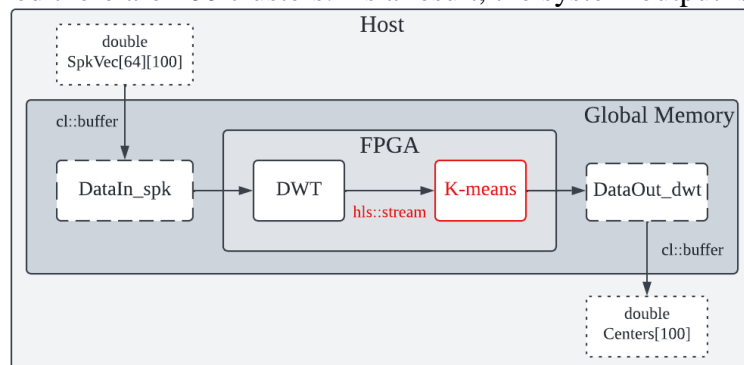 Host
double
SpkVec[64][100]
cl::buffer
Global Memory
FPGA
DataIn_spk
DWT
hls::stream
K-means
DataOut_dwt
cl::buffer
double
Centers[100]